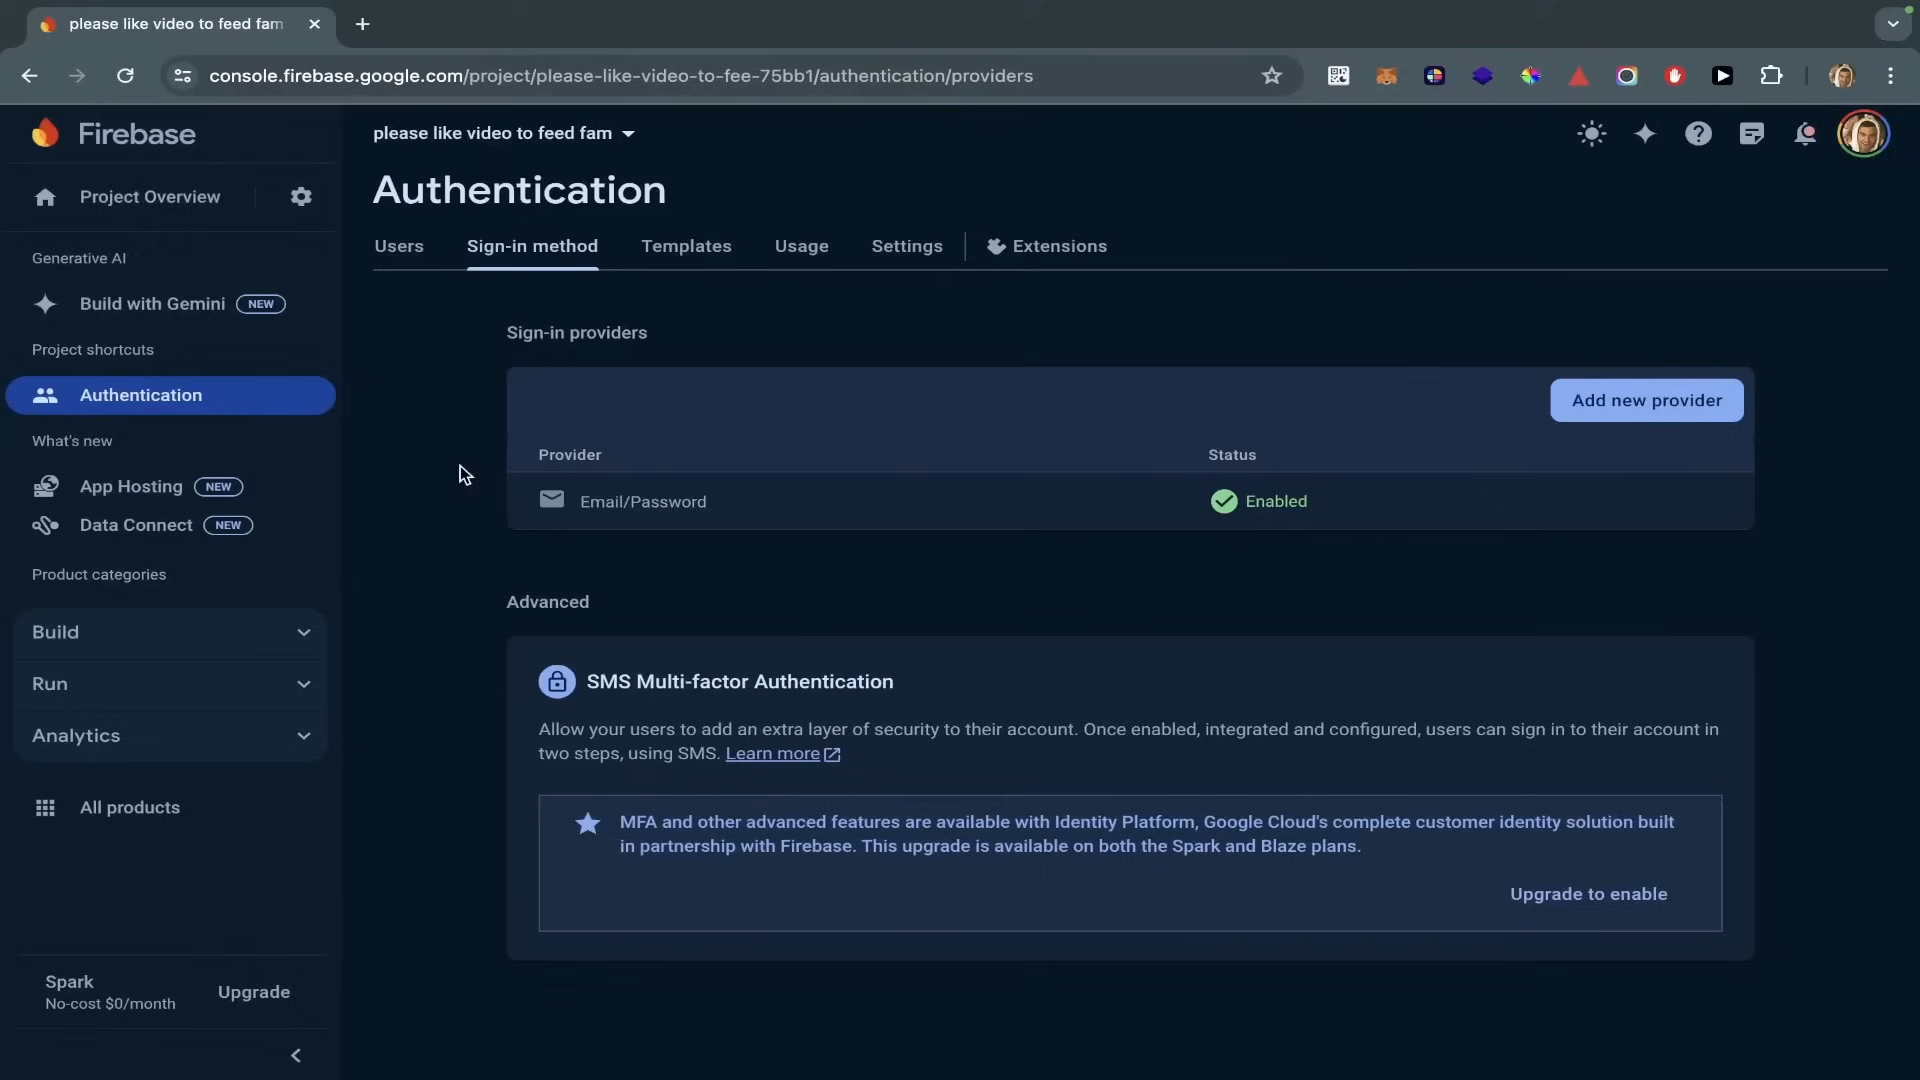 please like video to feed fam
console.firebase.google.com/project/please-like-video-to-fee-75bb1/authentication/providers
Firebase
please like video to feed fam
Project Overview
Authentication
Users
Sign-in method
Templates
Usage
Settings
Extensions
Generative AI
Build with Gemini NEW
Project shortcuts
Authentication
What's new
App Hosting NEW
Data Connect NEW
Product categories
Build
Run
Analytics
All products
Spark
No-cost $0/month
Upgrade
Sign-in providers
Add new provider
Provider
Status
Email/Password
Enabled
Advanced
SMS Multi-factor Authentication
Allow your users to add an extra layer of security to their account. Once enabled, integrated and configured, users can sign in to their account in
two steps, using SMS. Learn more
MFA and other advanced features are available with Identity Platform, Google Cloud's complete customer identity solution built
in partnership with Firebase. This upgrade is available on both the Spark and Blaze plans.
Upgrade to enable